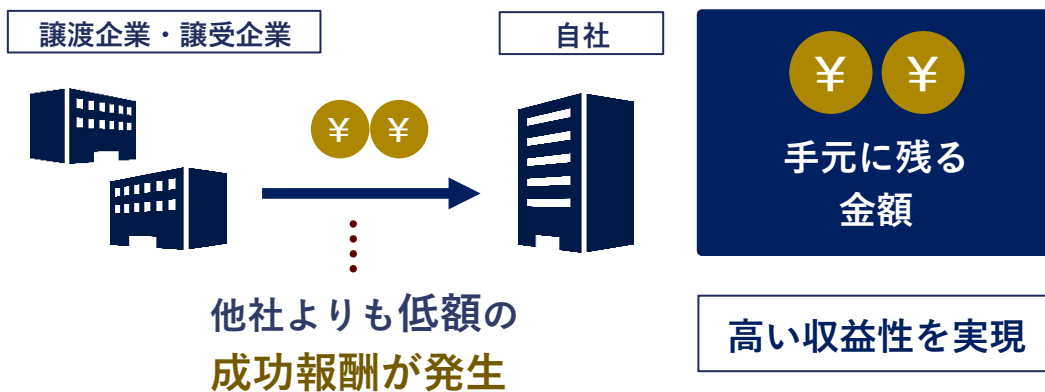 譲渡企業・譲受企業
自社
¥ ¥
¥ ¥
手元に残る
金額
他社よりも低額の
成功報酬が発生
高い収益性を実現